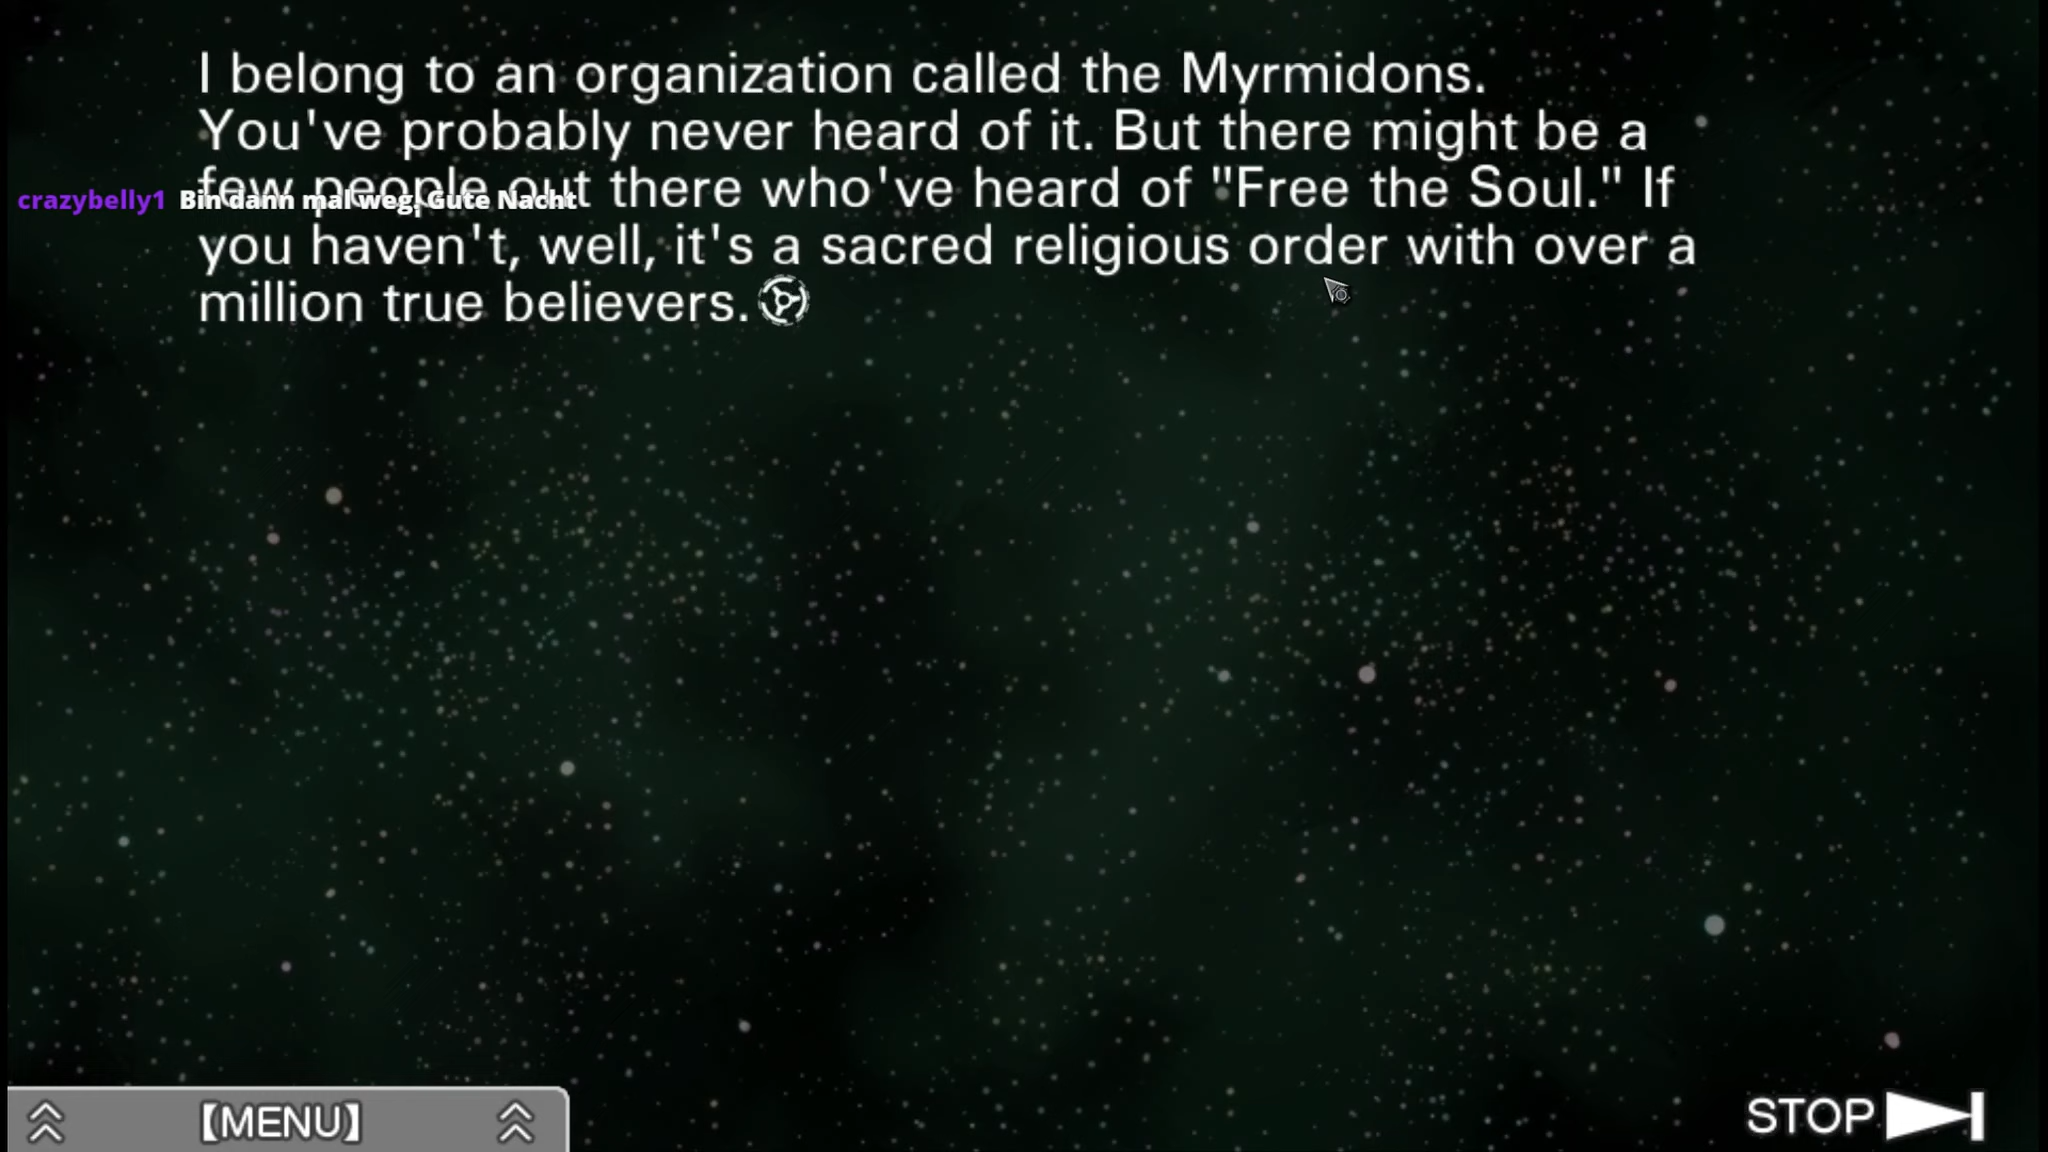 I belong to an organization called the Myrmidons.
You've probably never heard of it. But there might be a
few people out there who've heard of "Free the Soul." If
crazybelly1 Bin dann mal weg. Gute Nacht
you haven't, well, it's a sacred religious order with over a
million true believers.
【MENU】
STOP